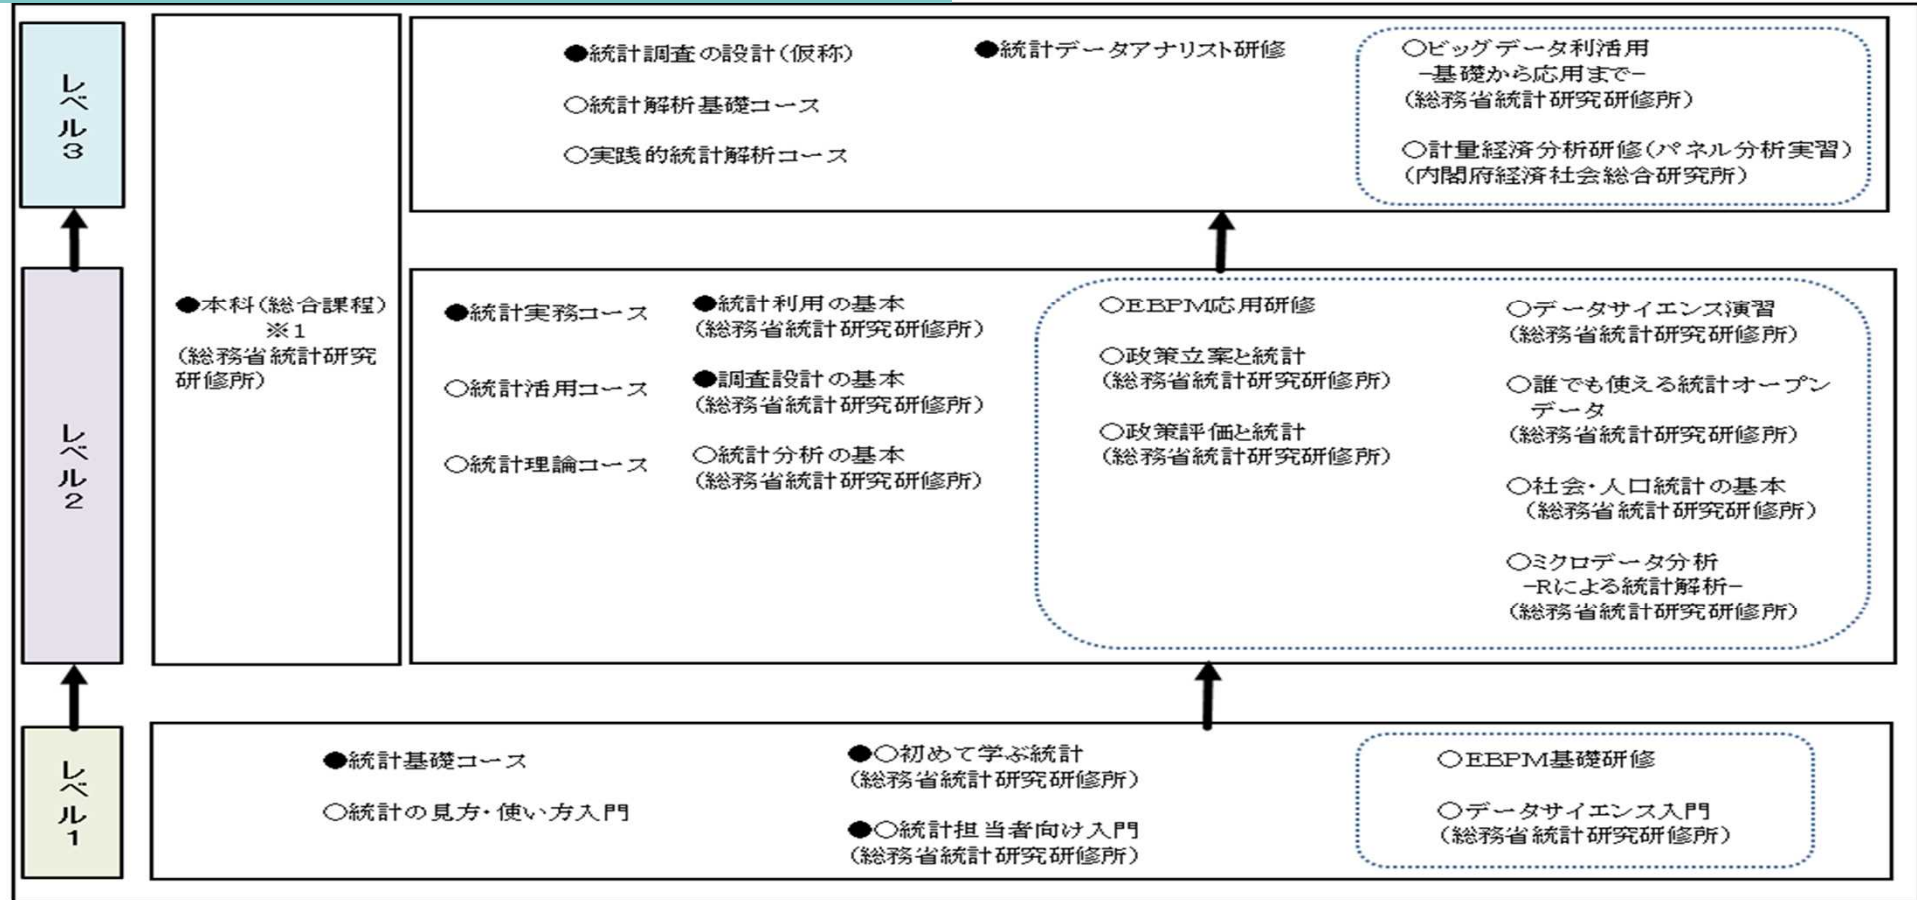 レベル3
●統計調査の設計(仮称)
○統計解析基礎コース
○実践的統計解析コース
●統計データアナリスト研修
○ビッグデータ利活用
−基礎から応用まで−
(総務省統計研究研修所)
○計量経済分析研修(パネル分析実習)
(内閣府経済社会総合研究所)
レベル2
●本科(総合課程)
※1
(総務省統計研究
研修所)
●統計実務コース
○統計活用コース
○統計理論コース
●統計利用の基本
(総務省統計研究研修所)
●調査設計の基本
(総務省統計研究研修所)
○統計分析の基本
(総務省統計研究研修所)
○EBPM応用研修
○政策立案と統計
(総務省統計研究研修所)
○政策評価と統計
(総務省統計研究研修所)
○データサイエンス演習
(総務省統計研究研修所)
○誰でも使える統計オープン
データ
(総務省統計研究研修所)
○社会・人口統計の基本
(総務省統計研究研修所)
○ミクロデータ分析
−Rによる統計解析−
(総務省統計研究研修所)
レベル1
●統計基礎コース
○統計の見方・使い方入門
●○初めて学ぶ統計
(総務省統計研究研修所)
●○統計担当者向け入門
(総務省統計研究研修所)
○EBPM基礎研修
○データサイエンス入門
(総務省統計研究研修所)